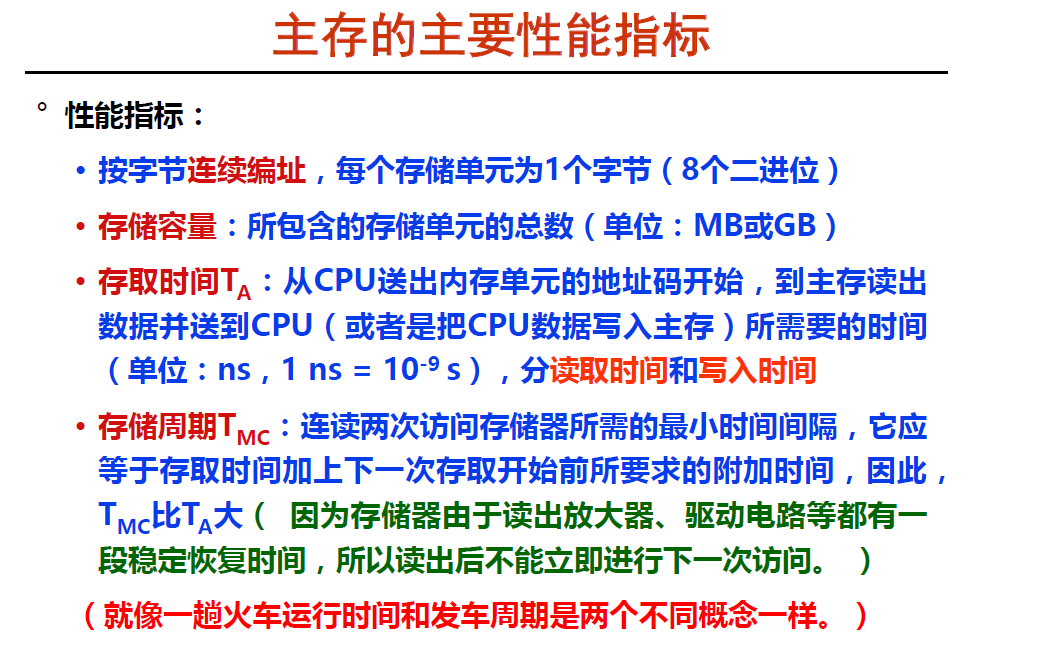 主存的主要性能指标
° 性能指标：
• 按字节连续编址，每个存储单元为1个字节（8个二进位）
• 存储容量：所包含的存储单元的总数（单位：MB或GB）
• 存取时间TA：从CPU送出内存单元的地址码开始，到主存读出
数据并送到CPU（或者是把CPU数据写入主存）所需要的时间
（单位：ns，1 ns = 10-9 s），分读取时间和写入时间
• 存储周期TMC：连读两次访问存储器所需的最小时间间隔，它应
等于存取时间加上下一次存取开始前所要求的附加时间，因此，
TMC比TA大（ 因为存储器由于读出放大器、驱动电路等都有一
段稳定恢复时间，所以读出后不能立即进行下一次访问。 ）
（就像一趟火车运行时间和发车周期是两个不同概念一样。）